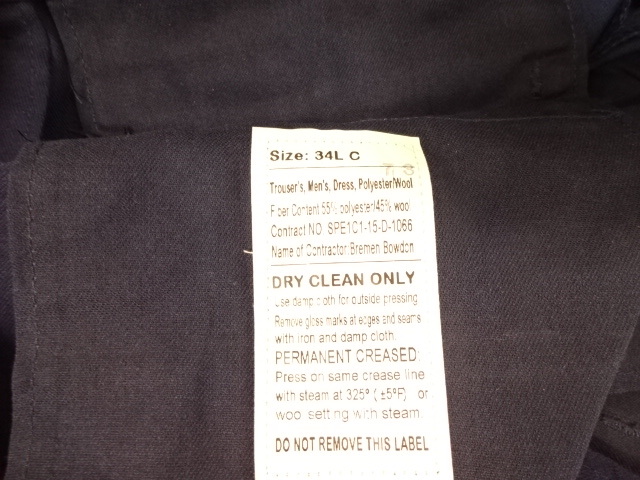 Size: 34L C
Trouser's, Men's, Dress, Polyester/Wool
Fiber Content 55% polyester/45% wool
Contract NO. SPE1C1-15-D-1066
Name of Contractor: Bremen Bowdon
DRY CLEAN ONLY
Use damp cloth for outside pressing
Remove gloss marks at edges and seams
with iron and damp cloth.
PERMANENT CREASED:
Press on same crease line
with steam at 325° (±5°F) or
wool setting with steam
DO NOT REMOVE THIS LABEL